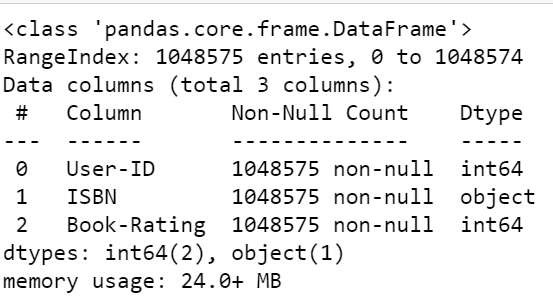 <class 'pandas.core.frame.DataFrame'>
RangeIndex: 1048575 entries, 0 to 1048574
Data columns (total 3 columns):
 #   Column       Non-Null Count    Dtype
---  ------       --------------    -----
 0   User-ID      1048575 non-null  int64
 1   ISBN         1048575 non-null  object
 2   Book-Rating  1048575 non-null  int64
dtypes: int64(2), object(1)
memory usage: 24.0+ MB